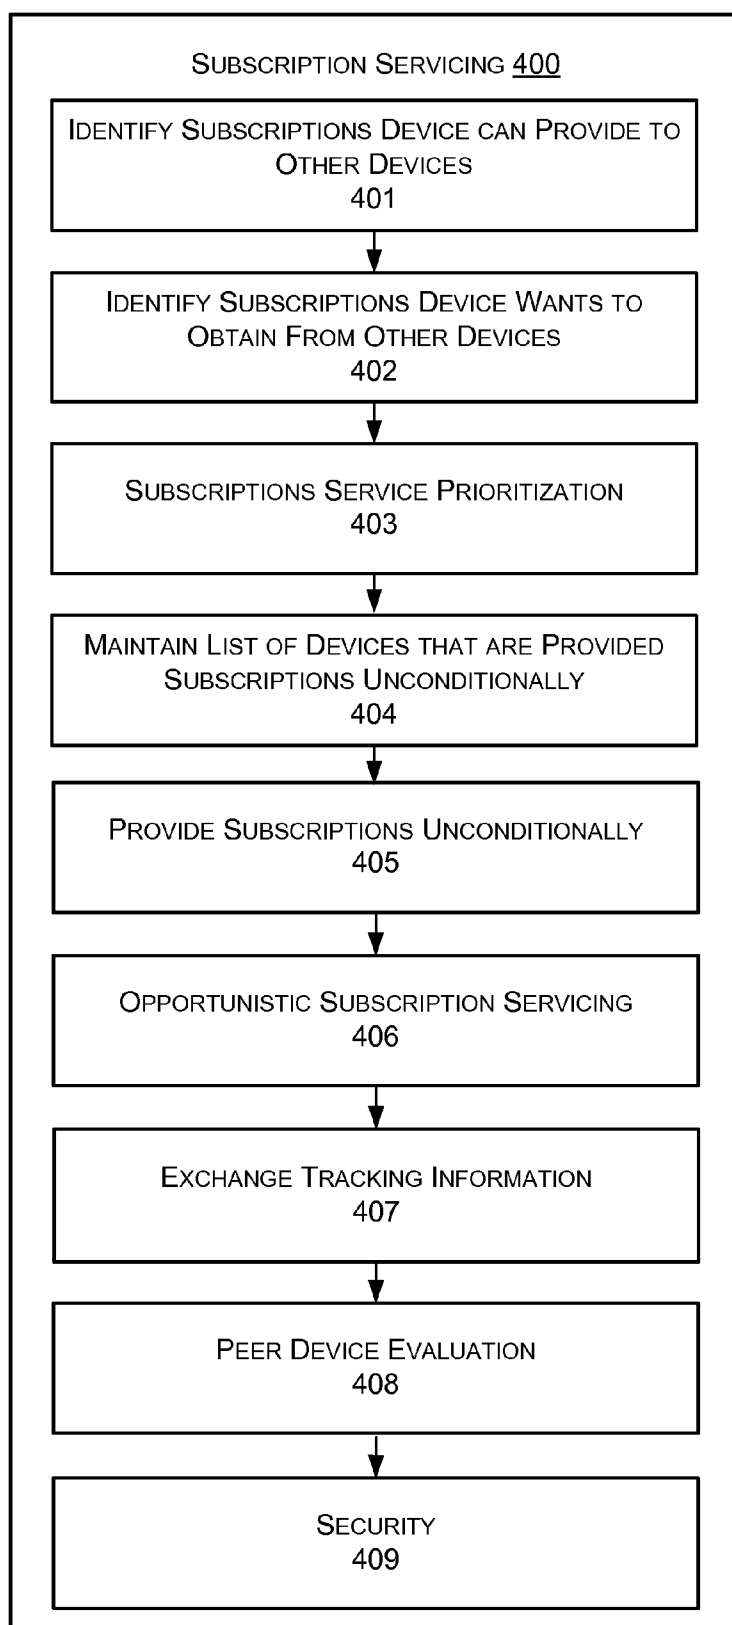 SUBSCRIPTION SERVICING 400
IDENTIFY SUBSCRIPTIONS DEVICE CAN PROVIDE TO
OTHER DEVICES
401
IDENTIFY SUBSCRIPTIONS DEVICE WANTS TO
OBTAIN FROM OTHER DEVICES
402
SUBSCRIPTIONS SERVICE PRIORITIZATION
403
MAINTAIN LIST OF DEVICES THAT ARE PROVIDED
SUBSCRIPTIONS UNCONDITIONALLY
404
PROVIDE SUBSCRIPTIONS UNCONDITIONALLY
405
OPPORTUNISTIC SUBSCRIPTION SERVICING
406
EXCHANGE TRACKING INFORMATION
407
PEER DEVICE EVALUATION
408
SECURITY
409